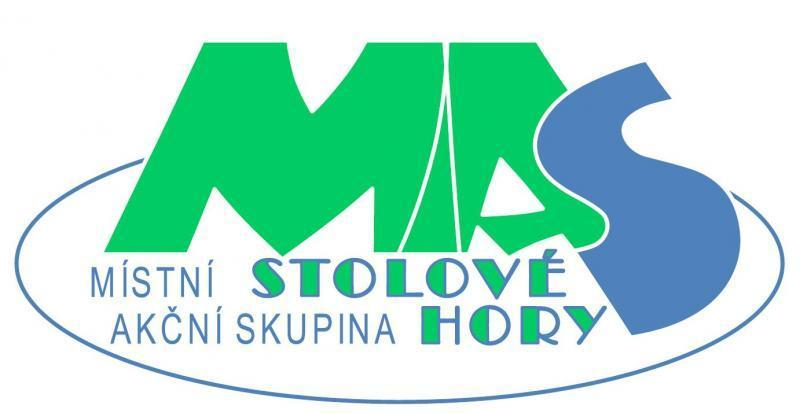 MAS
MÍSTNÍ STOLOVÉ
AKČNÍ SKUPINA HORY